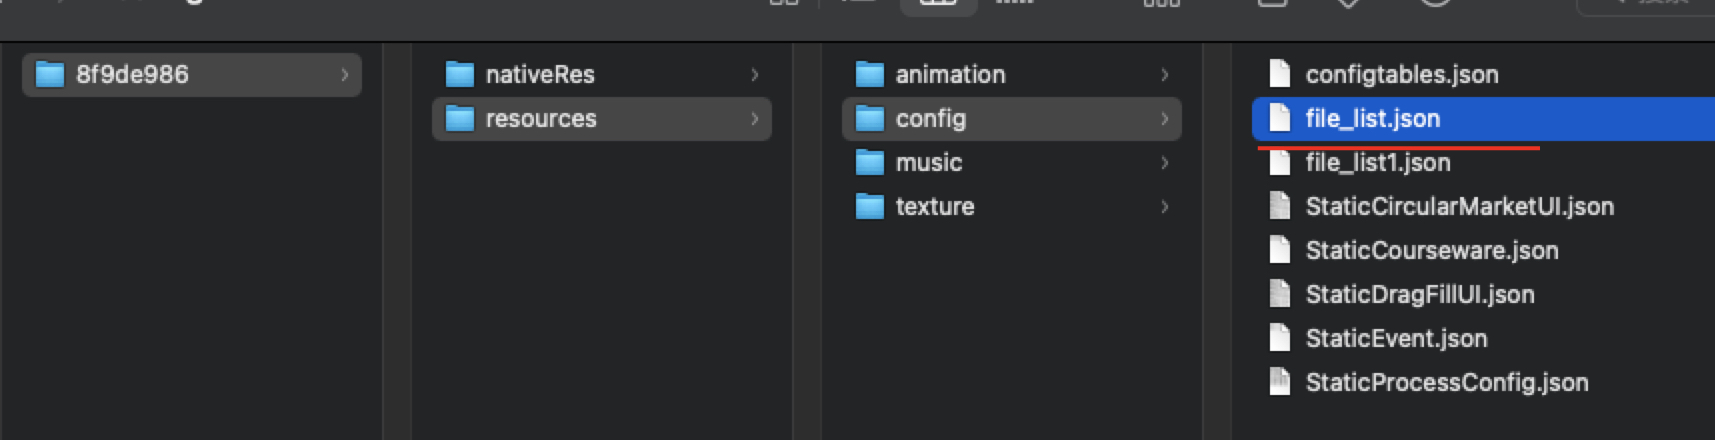 8f9de986
nativeRes
resources
animation
config
music
texture
configtables.json
file_list.json
file_list1.json
StaticCircularMarketUI.json
StaticCourseware.json
StaticDragFillUI.json
StaticEvent.json
StaticProcessConfig.json